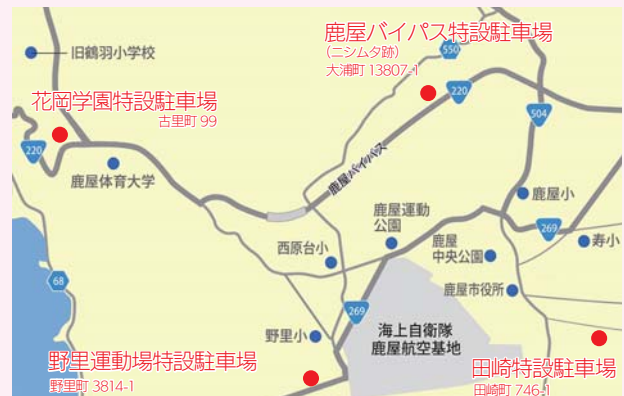 鹿屋バイパス特設駐車場
(ニシムタ跡)
大浦町 13807-1
550
旧鶴羽小学校
花岡学園特設駐車場
古里町 99
220
504
220
鹿屋体育大学
鹿屋バイパス
鹿屋小
鹿屋運動
公園
269
寿小
西原台小
鹿屋
中央公園
68
鹿屋市役所
269
野里小
海上自衛隊
鹿屋航空基地
野里運動場特設駐車場
野里町 3814-1
田崎特設駐車場
田崎町 746-1